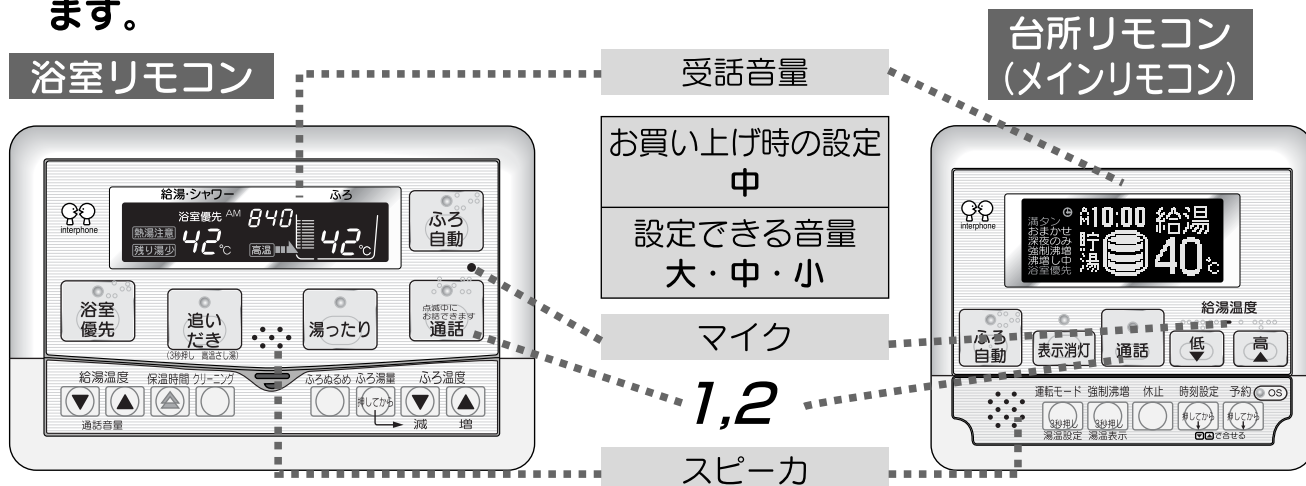 ます。
浴室リモコン
給湯・シャワー
ふろ
interphone
浴室優先 AM 8:40
熱湯注意
残り湯少
42℃
高温
42℃
ふろ
自動
浴室
優先
追い
だき
(3秒押し 高温さし湯)
湯ったり
点滅中に
お話できます
通話
給湯温度
保温時間
クリーニング
ふろぬるめ
ふろ湯量
ふろ温度
▼
▲
押してから
▼
▲
通話音量
減
増
受話音量
お買い上げ時の設定
中
設定できる音量
大・中・小
マイク
1,2
スピーカ
台所リモコン
(メインリモコン)
interphone
満タン
おまかせ
深夜のみ
強制沸増
沸増し中
浴室優先
AM10:00
給湯
貯湯
40℃
給湯温度
ふろ
自動
表示消灯
通話
低
▼
高
▲
運転モード
強制沸増
休止
時刻設定
予約
OS
3秒押し
3秒押し
押してから
押してから
湯温設定
湯温表示
▼▲で合せる